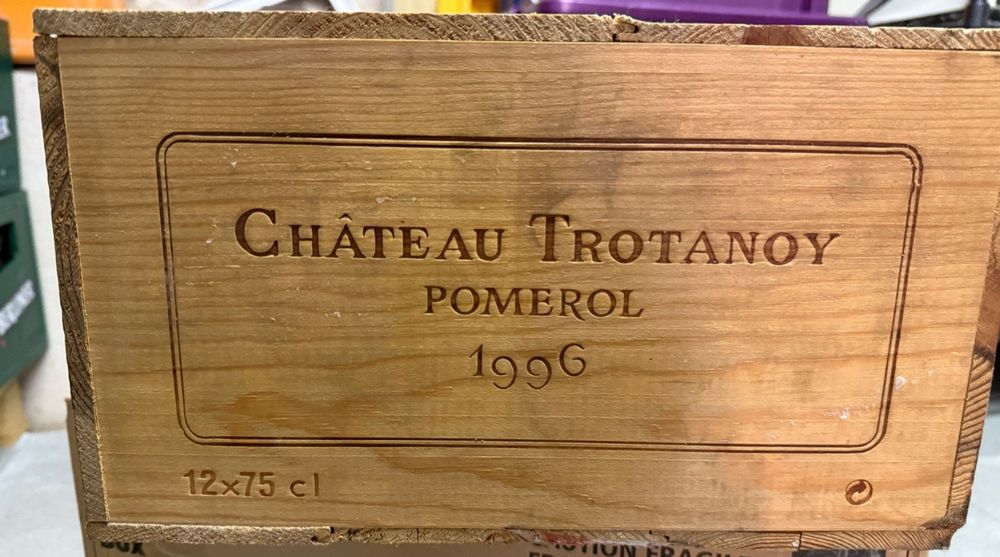 CHÂTEAU TROTANOY
POMEROL
1996
12x75 cl